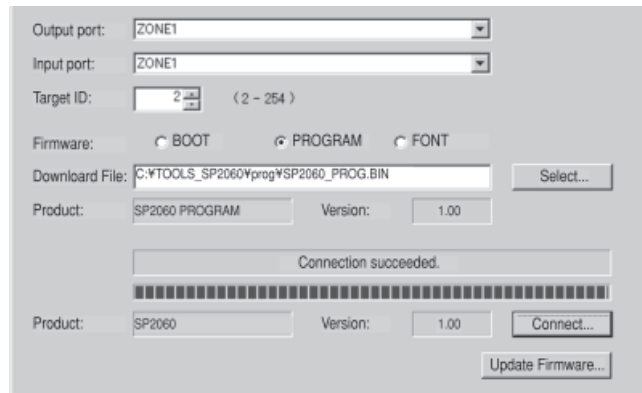 Output port: ZONE1
Input port: ZONE1
Target ID: 2 (2 - 254)
Firmware: BOOT PROGRAM FONT
Downloard File: C:¥TOOLS_SP2060¥prog¥SP2060_PROG.BIN Select...
Product: SP2060 PROGRAM Version: 1.00
Connection succeeded.
Product: SP2060 Version: 1.00 Connect...
Update Firmware...